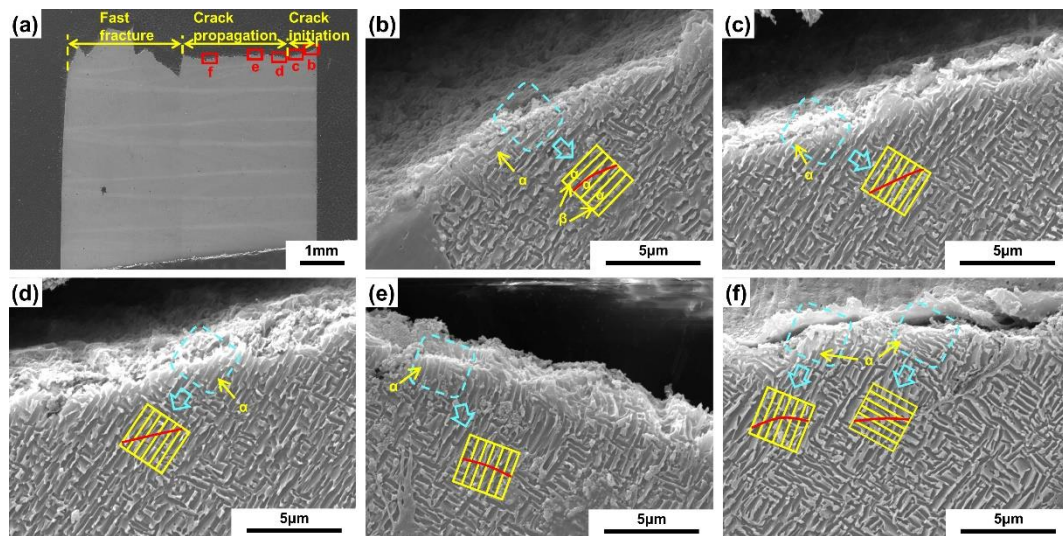 (a)
Fast
fracture
Crack
propagation
Crack
initiation
f
e
d
c
b
1mm
(b)
α
α
α
α
β
5μm
(c)
α
5μm
(d)
α
5μm
(e)
α
5μm
(f)
α
5μm